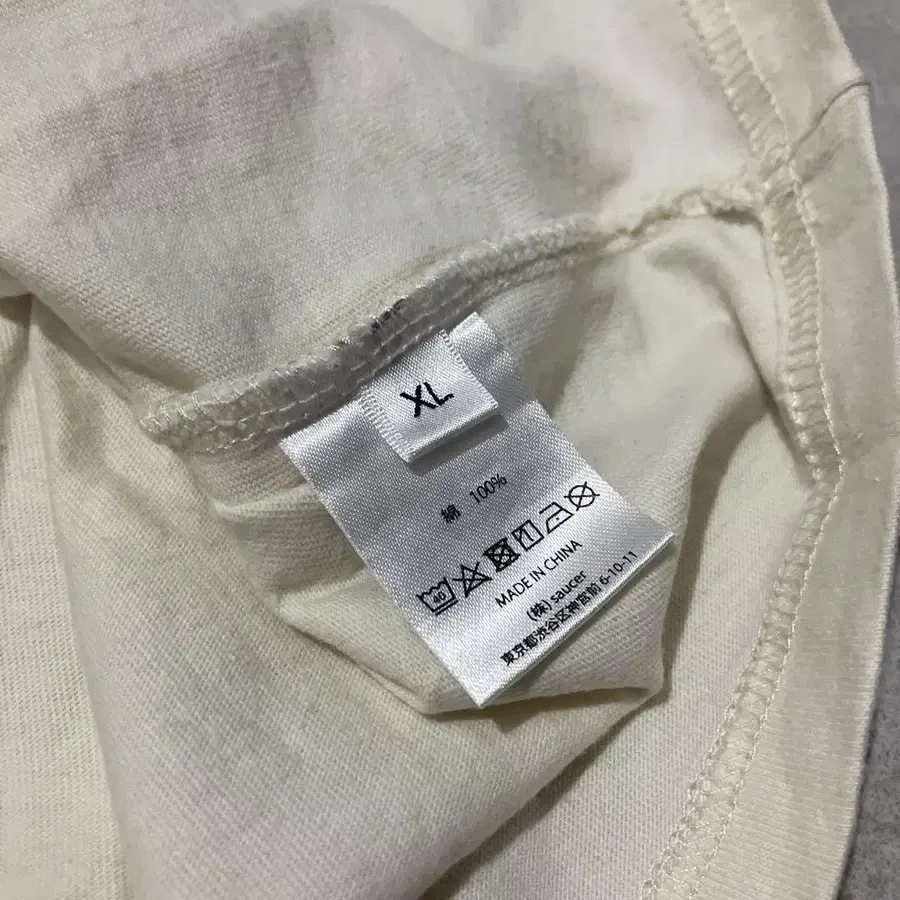 XL
綿 100%
40
MADE IN CHINA
(株) saucer
東京都渋谷区神宮前 6-10-11